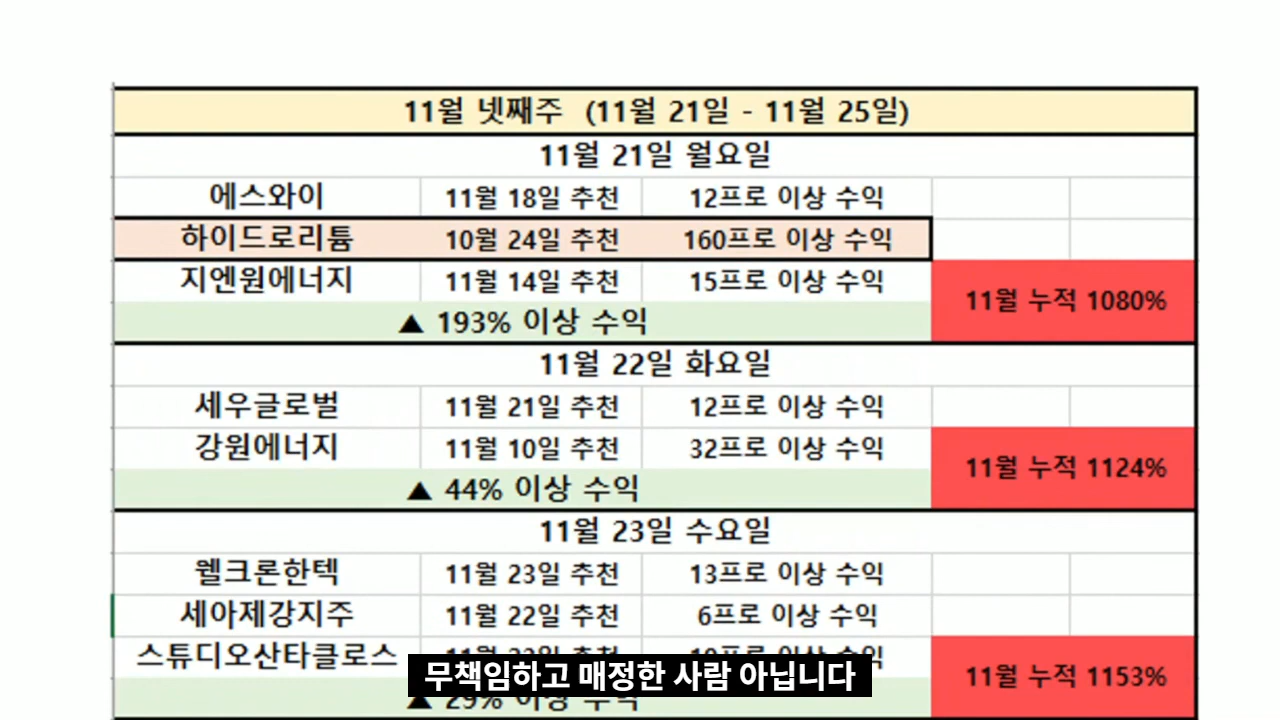 11월 넷째주 (11월 21일 - 11월 25일)
11월 21일 월요일
에스와이 11월 18일 추천 12프로 이상 수익
하이드로리튬 10월 24일 추천 160프로 이상 수익
지엔원에너지 11월 14일 추천 15프로 이상 수익
11월 누적 1080%
▲ 193% 이상 수익
11월 22일 화요일
세우글로벌 11월 21일 추천 12프로 이상 수익
강원에너지 11월 10일 추천 32프로 이상 수익
11월 누적 1124%
▲ 44% 이상 수익
11월 23일 수요일
웰크론한텍 11월 23일 추천 13프로 이상 수익
세아제강지주 11월 22일 추천 6프로 이상 수익
스튜디오산타클로스
11월 누적 1153%
무책임하고 매정한 사람 아닙니다
▲ 29% 이상 수익